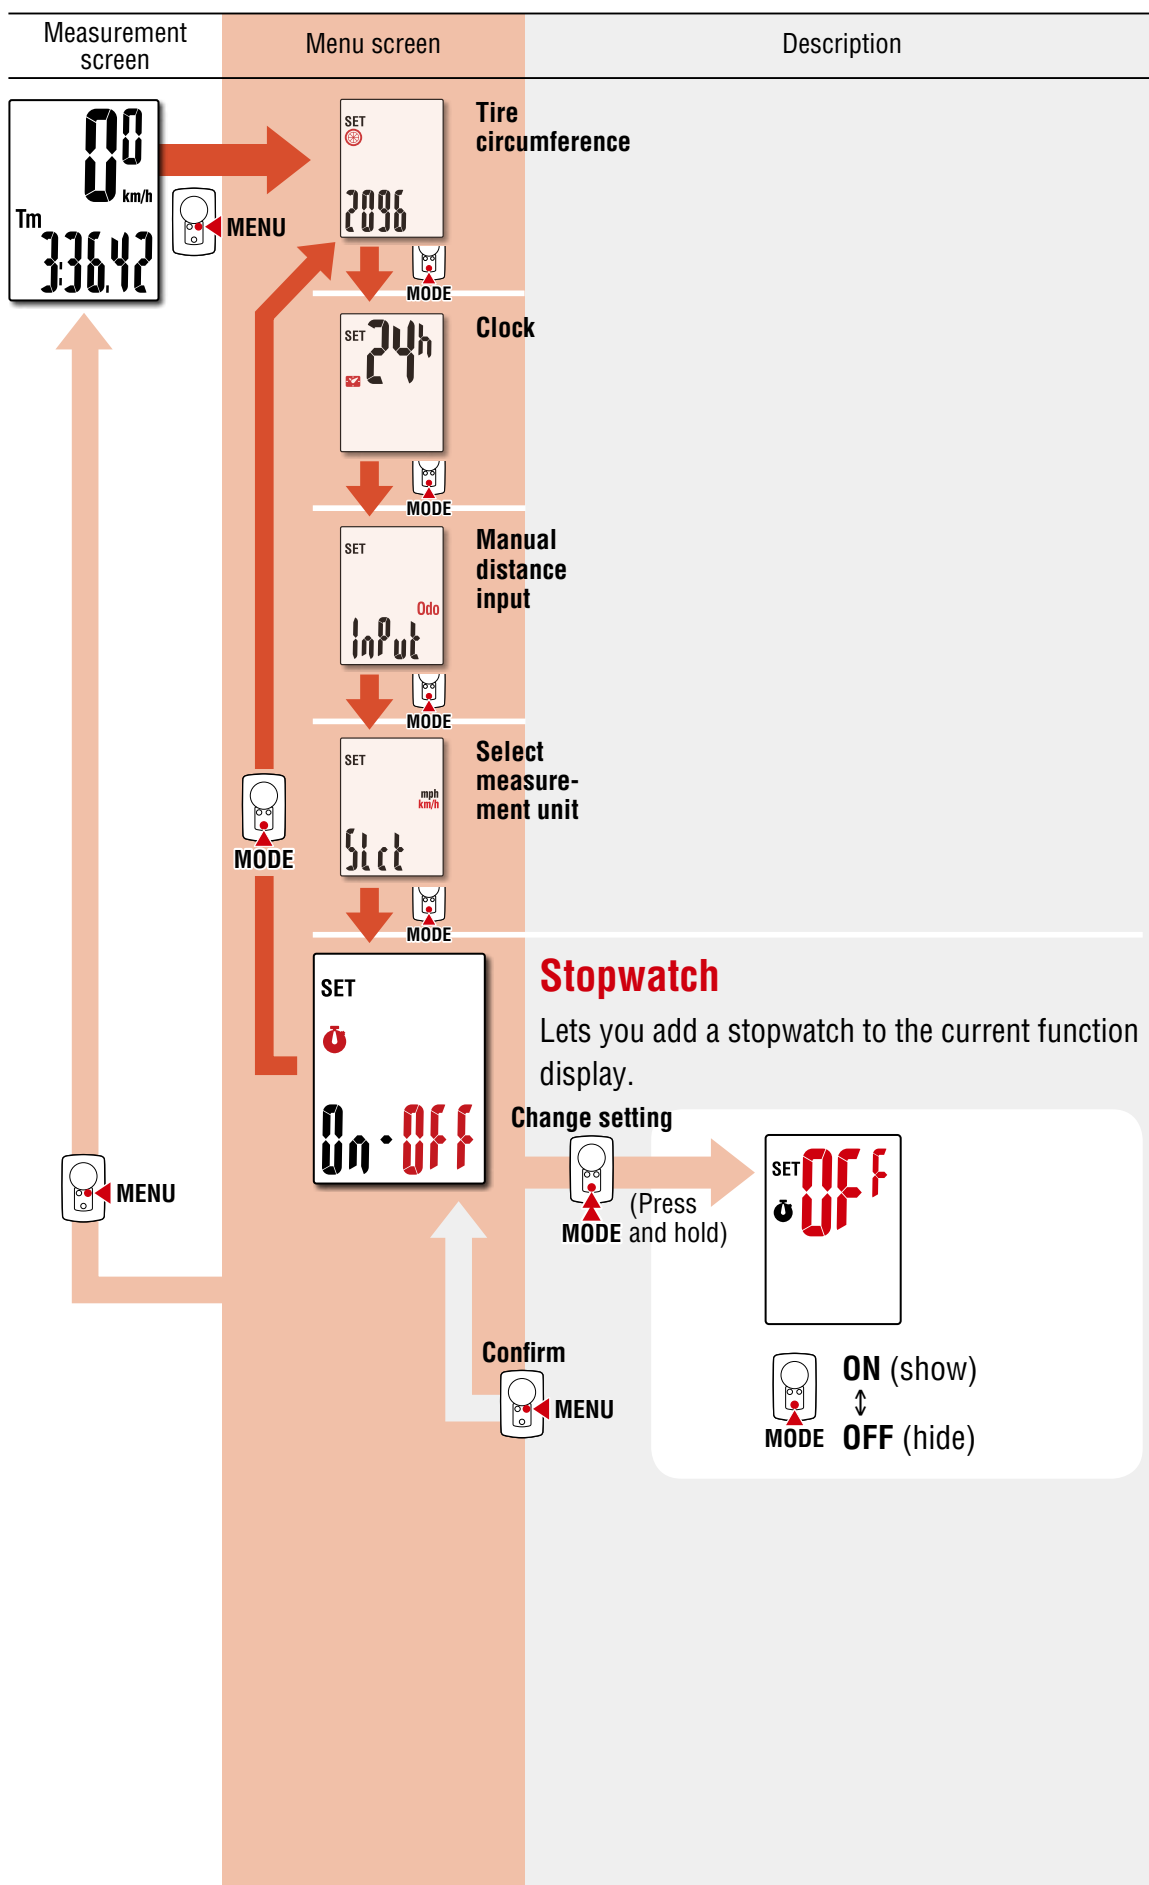 Measurement
screen
Menu screen
Description
0 0
km/h
Tm
3:36.42
MENU
SET
2096
Tire
circumference
MODE
SET
24h
Clock
MODE
SET
Odo
InPut
Manual
distance
input
MODE
SET
mph
km/h
Slct
Select
measure-
ment unit
MODE
MODE
SET
On·OFF
Stopwatch
Lets you add a stopwatch to the current function
display.
Change setting
MODE
(Press
and hold)
SET
OFF
MENU
Confirm
MENU
MODE
ON (show)
↕
OFF (hide)